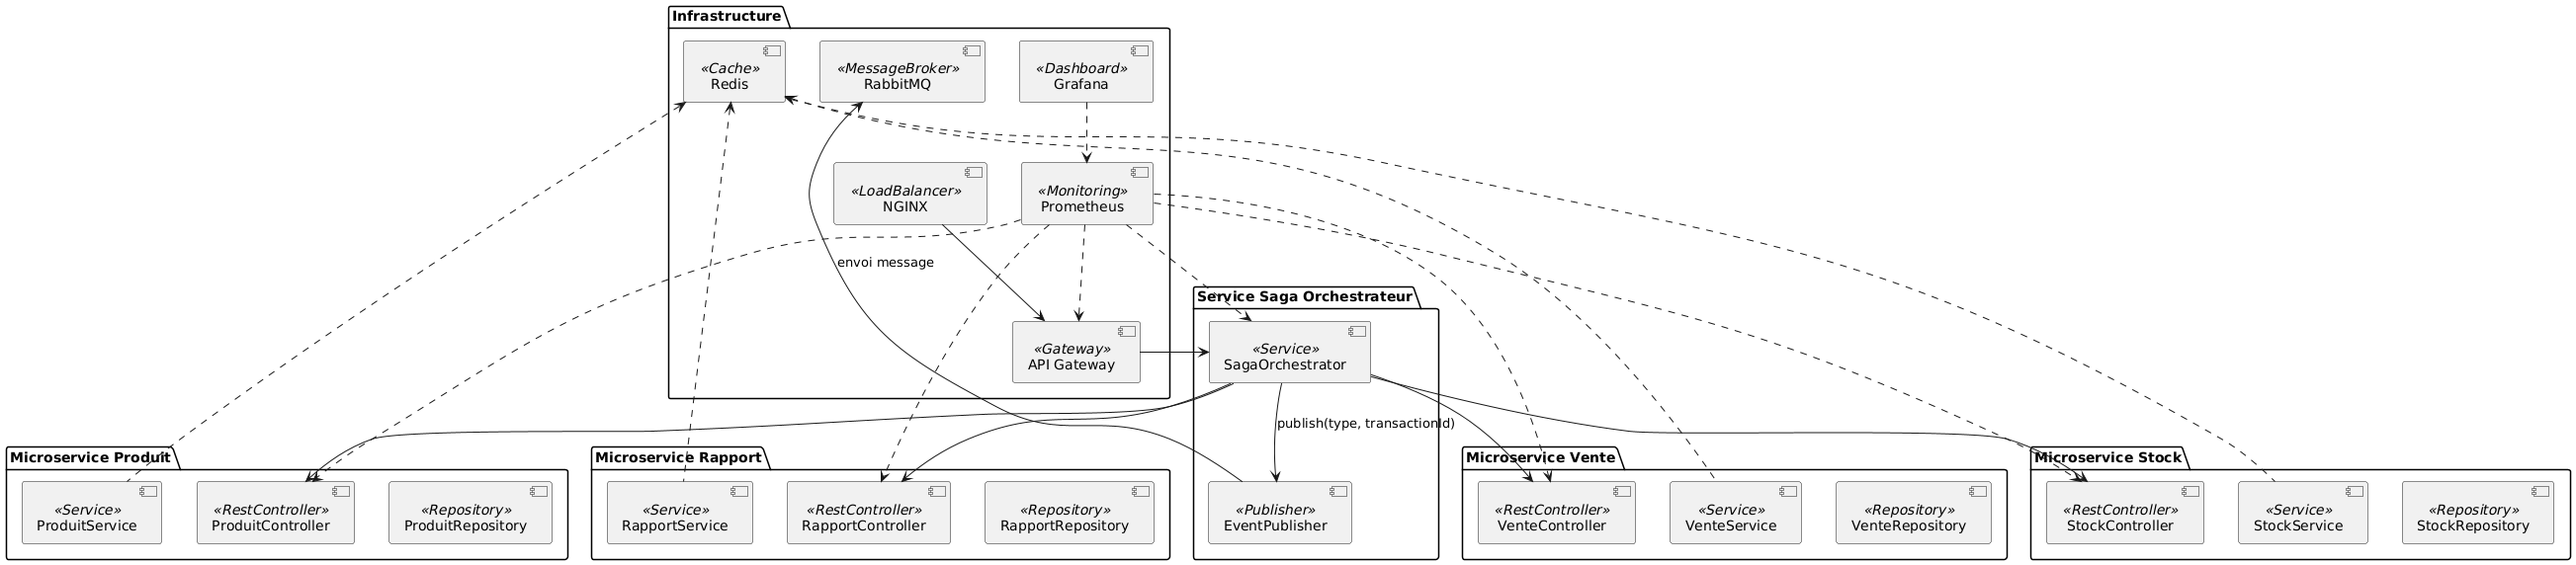 Infrastructure
«Cache»
Redis
«MessageBroker»
RabbitMQ
«Dashboard»
Grafana
«LoadBalancer»
NGINX
«Monitoring»
Prometheus
envoi message
Service Saga Orchestrateur
«Gateway»
API Gateway
«Service»
SagaOrchestrator
publish(type, transactionId)
Microservice Produit
«Service»
ProduitService
«RestController»
ProduitController
«Repository»
ProduitRepository
Microservice Rapport
«Service»
RapportService
«RestController»
RapportController
«Repository»
RapportRepository
«Publisher»
EventPublisher
Microservice Vente
«RestController»
VenteController
«Service»
VenteService
«Repository»
VenteRepository
Microservice Stock
«RestController»
StockController
«Service»
StockService
«Repository»
StockRepository